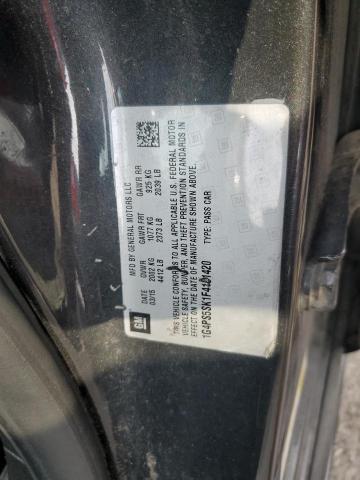 GM
MFD BY GENERAL MOTORS LLC
DATE GVWR GAWR FRT GAWR RR
03/15 2002 KG 1077 KG 925 KG
4412 LB 2373 LB 2039 LB
THIS VEHICLE CONFORMS TO ALL APPLICABLE U.S. FEDERAL MOTOR
VEHICLE SAFETY, BUMPER, AND THEFT PREVENTION STANDARDS IN
EFFECT ON THE DATE OF MANUFACTURE SHOWN ABOVE.
TYPE: PASS CAR